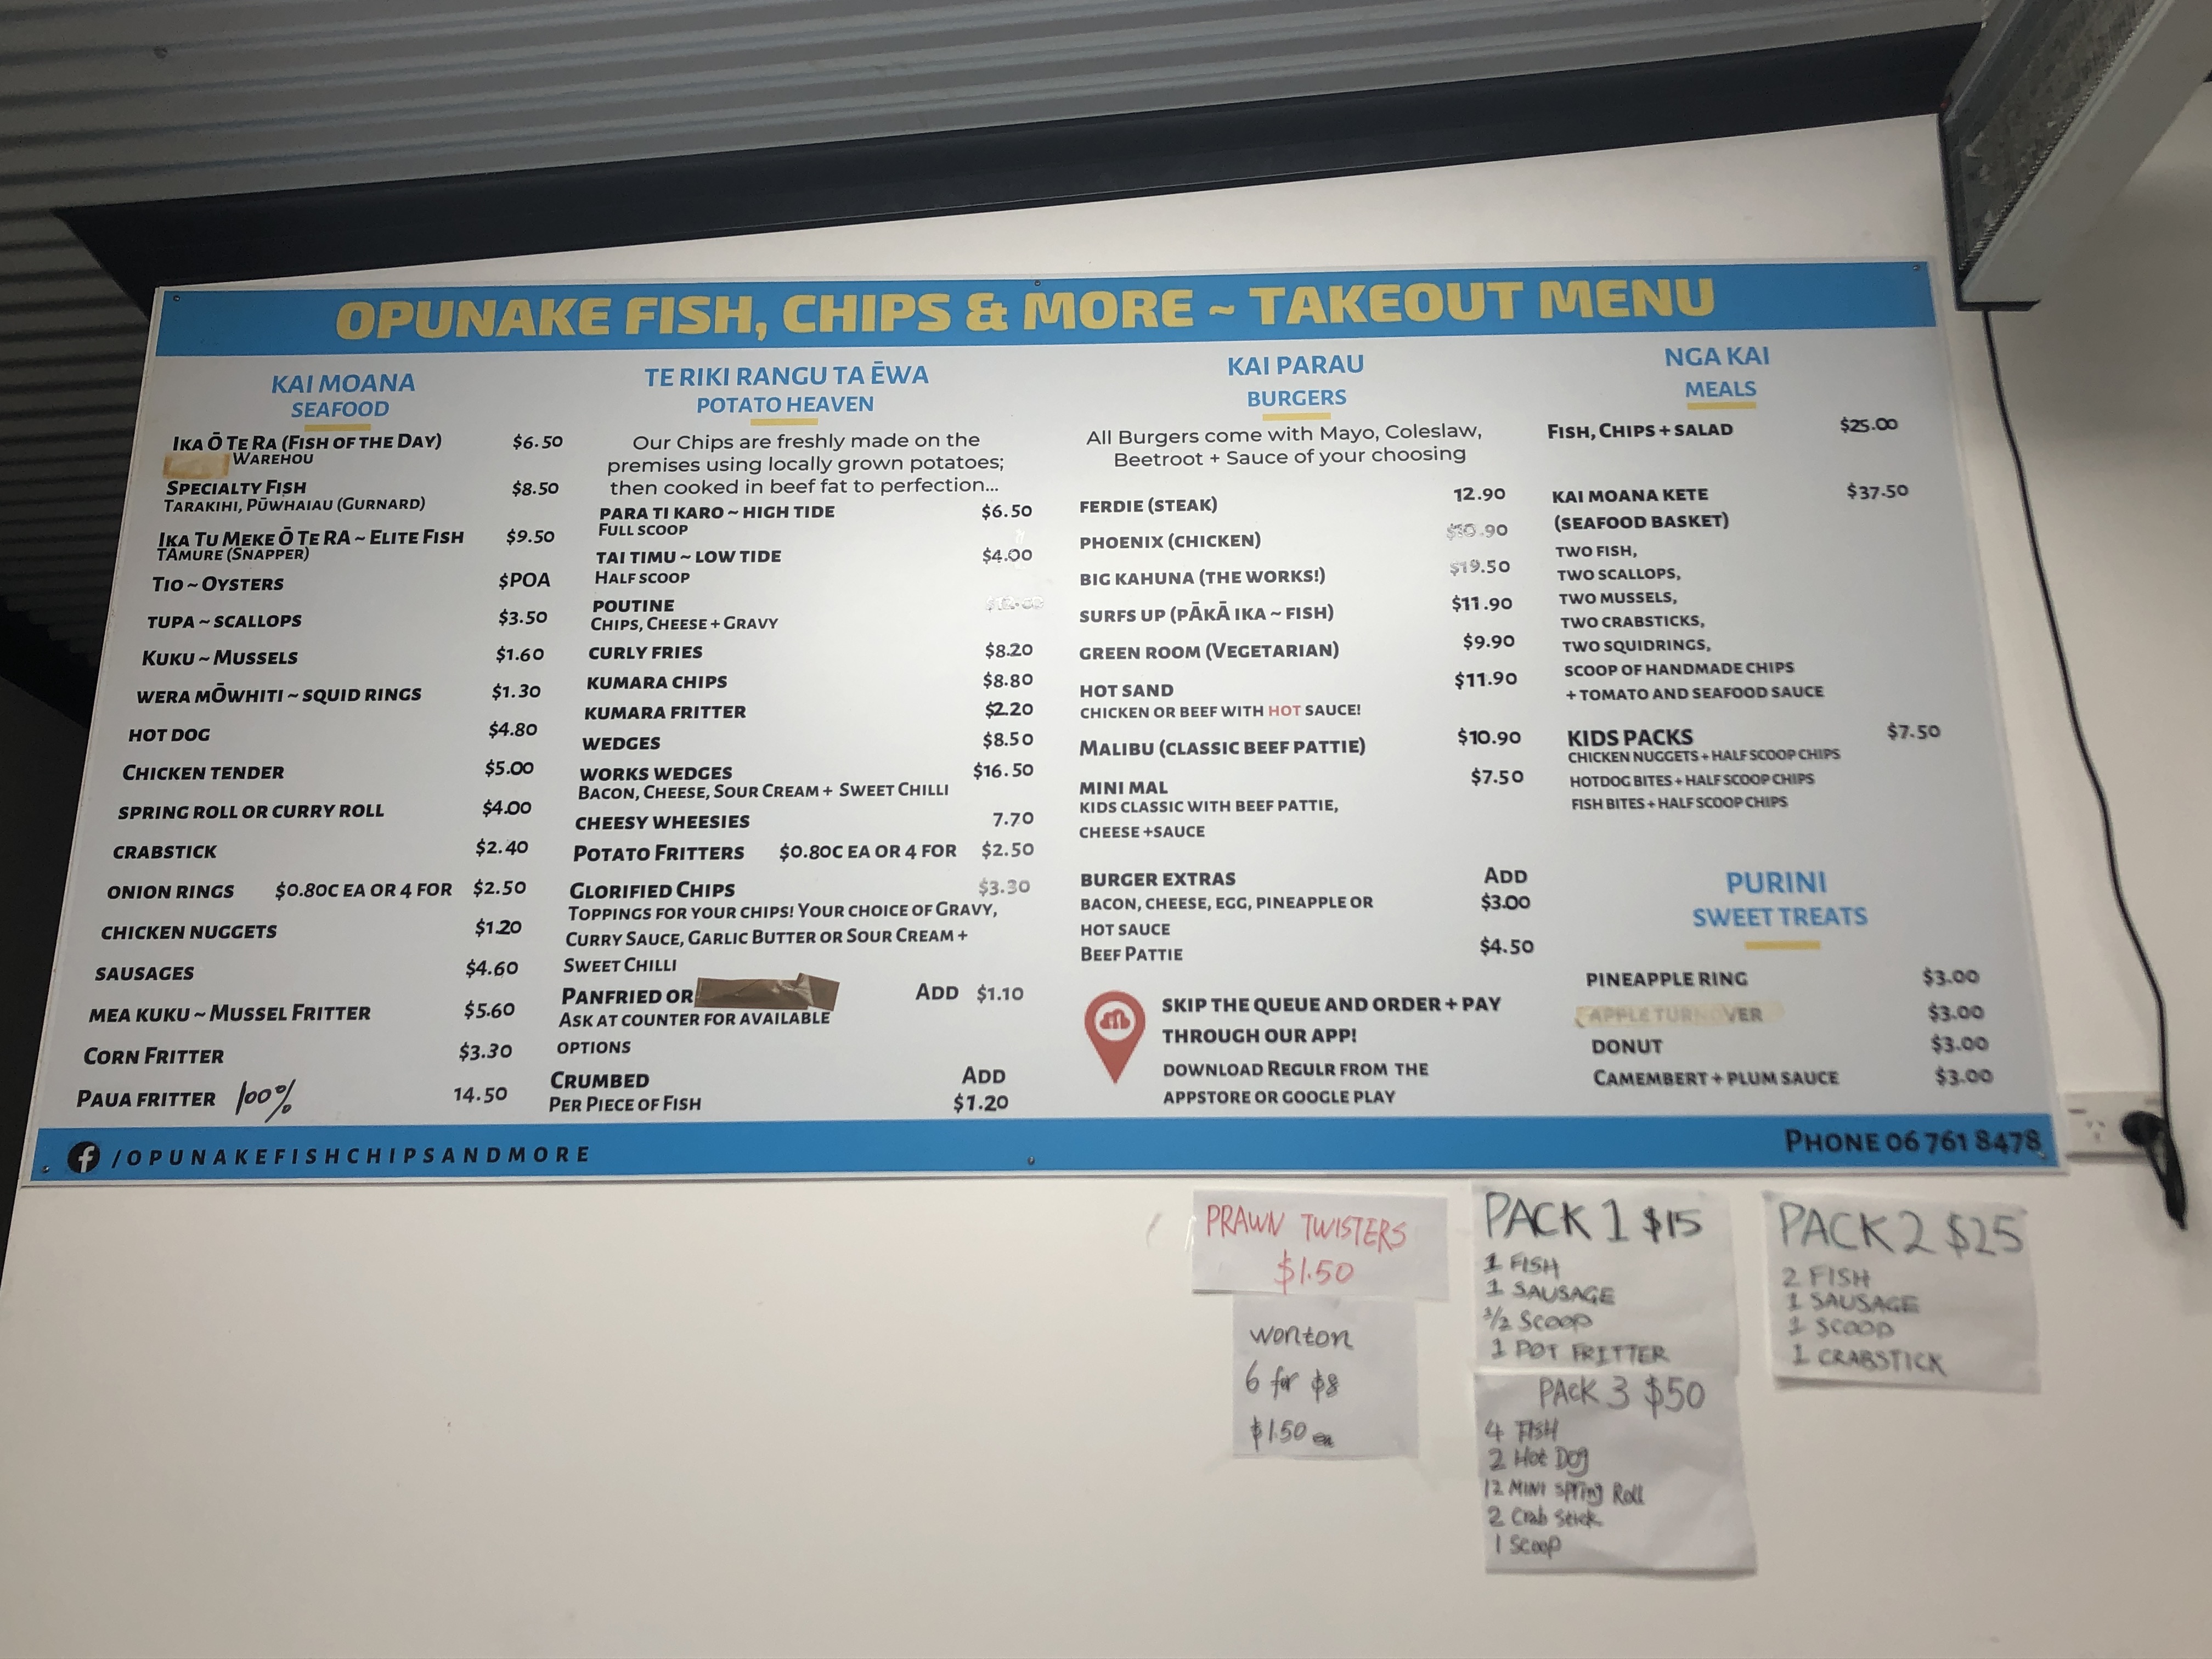 OPUNAKE FISH, CHIPS & MORE ~ TAKEOUT MENU
KAI MOANA
SEAFOOD
IKA Ō TE RA (FISH OF THE DAY) $6.50
WAREHOU
SPECIALTY FISH $8.50
TARAKIHI, PŪWHAIAU (GURNARD)
IKA TU MEKE Ō TE RA ~ ELITE FISH $9.50
TAMURE (SNAPPER)
TIO ~ OYSTERS $POA
TUPA ~ SCALLOPS $3.50
KUKU ~ MUSSELS $1.60
WERA MŌWHITI ~ SQUID RINGS $1.30
HOT DOG $4.80
CHICKEN TENDER $5.00
SPRING ROLL OR CURRY ROLL $4.00
CRABSTICK $2.40
ONION RINGS $0.80C EA OR 4 FOR $2.50
CHICKEN NUGGETS $1.20
SAUSAGES $4.60
MEA KUKU ~ MUSSEL FRITTER $5.60
CORN FRITTER $3.30
PAUA FRITTER 100% 14.50
TE RIKI RANGU TA ĒWA
POTATO HEAVEN
Our Chips are freshly made on the
premises using locally grown potatoes;
then cooked in beef fat to perfection...
PARA TI KARO ~ HIGH TIDE $6.50
FULL SCOOP
TAI TIMU ~ LOW TIDE $4.00
HALF SCOOP
POUTINE
CHIPS, CHEESE + GRAVY
CURLY FRIES $8.20
KUMARA CHIPS $8.80
KUMARA FRITTER $2.20
WEDGES $8.50
WORKS WEDGES $16.50
BACON, CHEESE, SOUR CREAM + SWEET CHILLI
CHEESY WHEESIES 7.70
POTATO FRITTERS $0.80C EA OR 4 FOR $2.50
GLORIFIED CHIPS $3.30
TOPPINGS FOR YOUR CHIPS! YOUR CHOICE OF GRAVY,
CURRY SAUCE, GARLIC BUTTER OR SOUR CREAM +
SWEET CHILLI
PANFRIED OR ADD $1.10
ASK AT COUNTER FOR AVAILABLE
OPTIONS
CRUMBED ADD
PER PIECE OF FISH $1.20
KAI PARAU
BURGERS
All Burgers come with Mayo, Coleslaw,
Beetroot + Sauce of your choosing
FERDIE (STEAK) 12.90
PHOENIX (CHICKEN) .90
BIG KAHUNA (THE WORKS!) $19.50
SURFS UP (PĀKĀ IKA ~ FISH) $11.90
GREEN ROOM (VEGETARIAN) $9.90
HOT SAND $11.90
CHICKEN OR BEEF WITH HOT SAUCE!
MALIBU (CLASSIC BEEF PATTIE) $10.90
MINI MAL $7.50
KIDS CLASSIC WITH BEEF PATTIE,
CHEESE +SAUCE
BURGER EXTRAS ADD
BACON, CHEESE, EGG, PINEAPPLE OR $3.00
HOT SAUCE
BEEF PATTIE $4.50
SKIP THE QUEUE AND ORDER + PAY
THROUGH OUR APP!
DOWNLOAD REGULR FROM THE
APPSTORE OR GOOGLE PLAY
NGA KAI
MEALS
FISH, CHIPS + SALAD $25.00
KAI MOANA KETE $37.50
(SEAFOOD BASKET)
TWO FISH,
TWO SCALLOPS,
TWO MUSSELS,
TWO CRABSTICKS,
TWO SQUIDRINGS,
SCOOP OF HANDMADE CHIPS
+ TOMATO AND SEAFOOD SAUCE
KIDS PACKS $7.50
CHICKEN NUGGETS + HALF SCOOP CHIPS
HOTDOG BITES + HALF SCOOP CHIPS
FISH BITES + HALF SCOOP CHIPS
PURINI
SWEET TREATS
PINEAPPLE RING $3.00
APPLE TURNOVER $3.00
DONUT $3.00
CAMEMBERT + PLUM SAUCE $3.00
/OPUNAKEFISHCHIPSANDMORE
PHONE 06 761 8478
PRAWN TWISTERS
$1.50
wonton
6 for $8
$1.50 ea
PACK 1 $15
1 FISH
1 SAUSAGE
1/2 SCOOP
1 POT FRITTER
PACK 2 $25
2 FISH
1 SAUSAGE
1 SCOOP
1 CRABSTICK
PACK 3 $50
4 FISH
2 Hot Dog
12 MINI Spring Roll
2 Crab Stick
1 Scoop